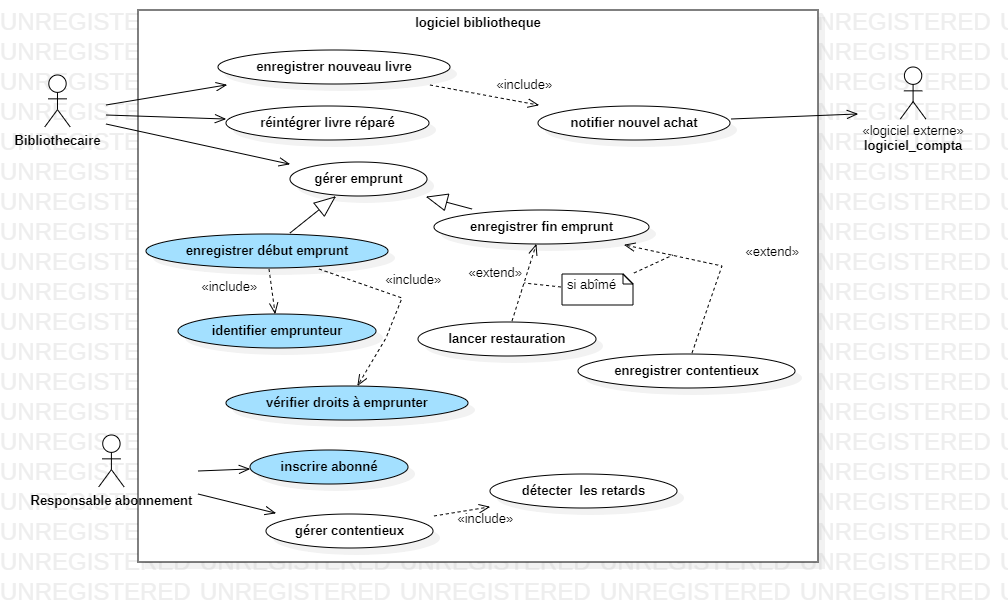 logiciel bibliotheque
enregistrer nouveau livre
«include»
réintégrer livre réparé
notifier nouvel achat
Bibliothecaire
«logiciel externe»
logiciel_compta
gérer emprunt
enregistrer fin emprunt
enregistrer début emprunt
«extend»
«include»
«extend»
«include»
si abîmé
identifier emprunteur
lancer restauration
enregistrer contentieux
vérifier droits à emprunter
inscrire abonné
détecter  les retards
Responsable abonnement
«include»
gérer contentieux
UNREGISTERED UNREGISTERED UNREGISTERED UNREGISTERED UNREGISTERED